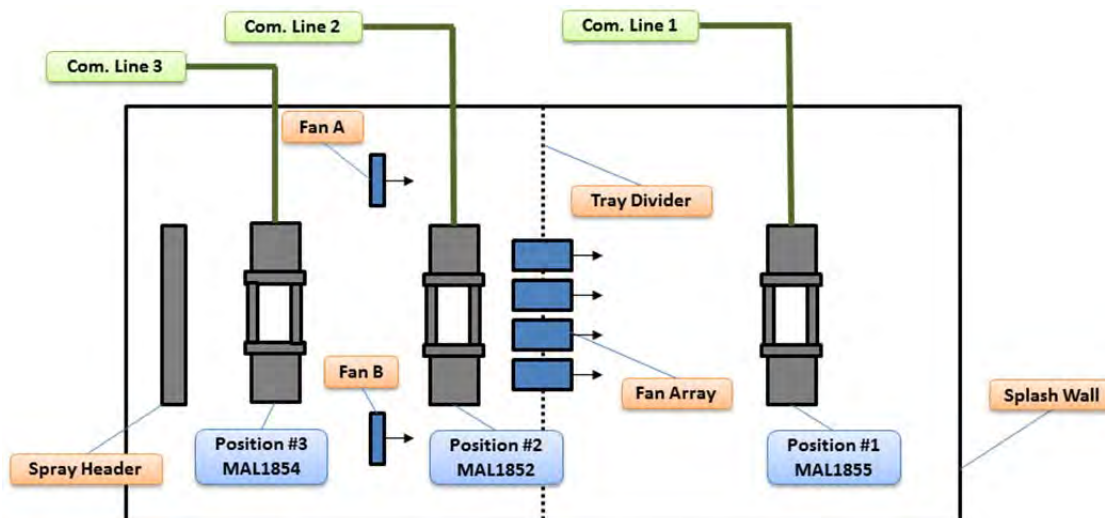 Com. Line 2
Com. Line 1
Com. Line 3
Fan A
Tray Divider
Fan B
Fan Array
Splash Wall
Spray Header
Position #3
MAL1854
Position #2
MAL1852
Position #1
MAL1855